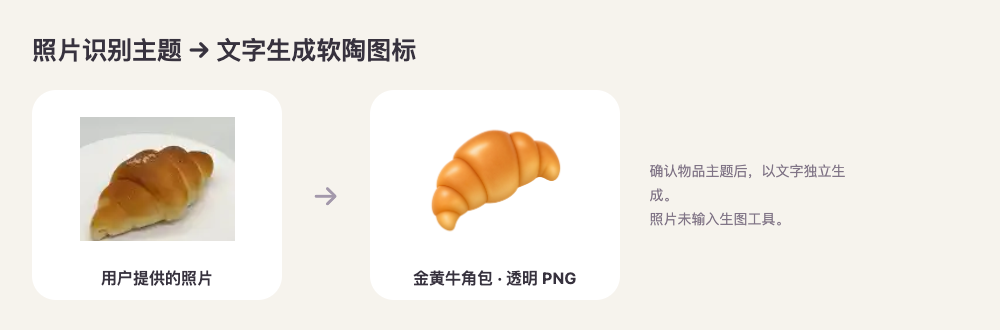 照片识别主题 → 文字生成软陶图标
用户提供的照片
→
金黄牛角包 · 透明 PNG
确认物品主题后，以文字独立生
成。
照片未输入生图工具。